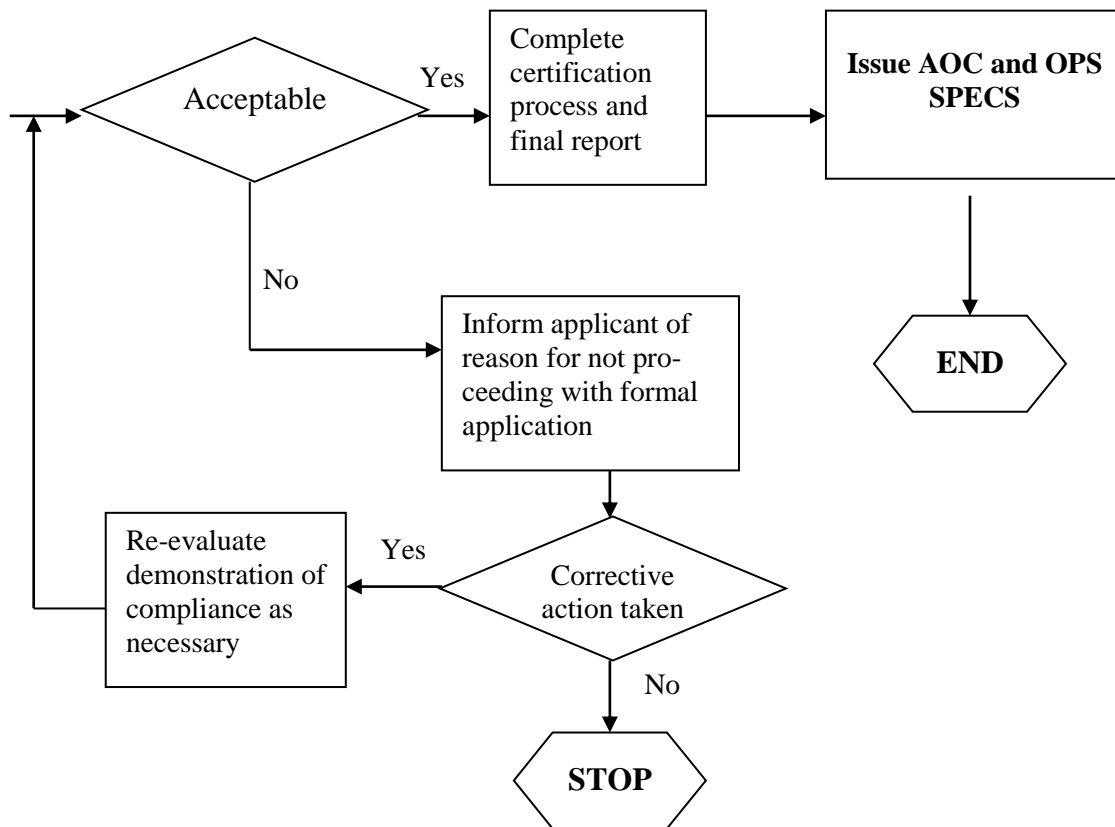 Acceptable
Yes
Complete
certification
process and
final report
Issue AOC and OPS
SPECS
END
No
Inform applicant of
reason for not pro-
ceeding with formal
application
Corrective
action taken
Yes
Re-evaluate
demonstration of
compliance as
necessary
No
STOP